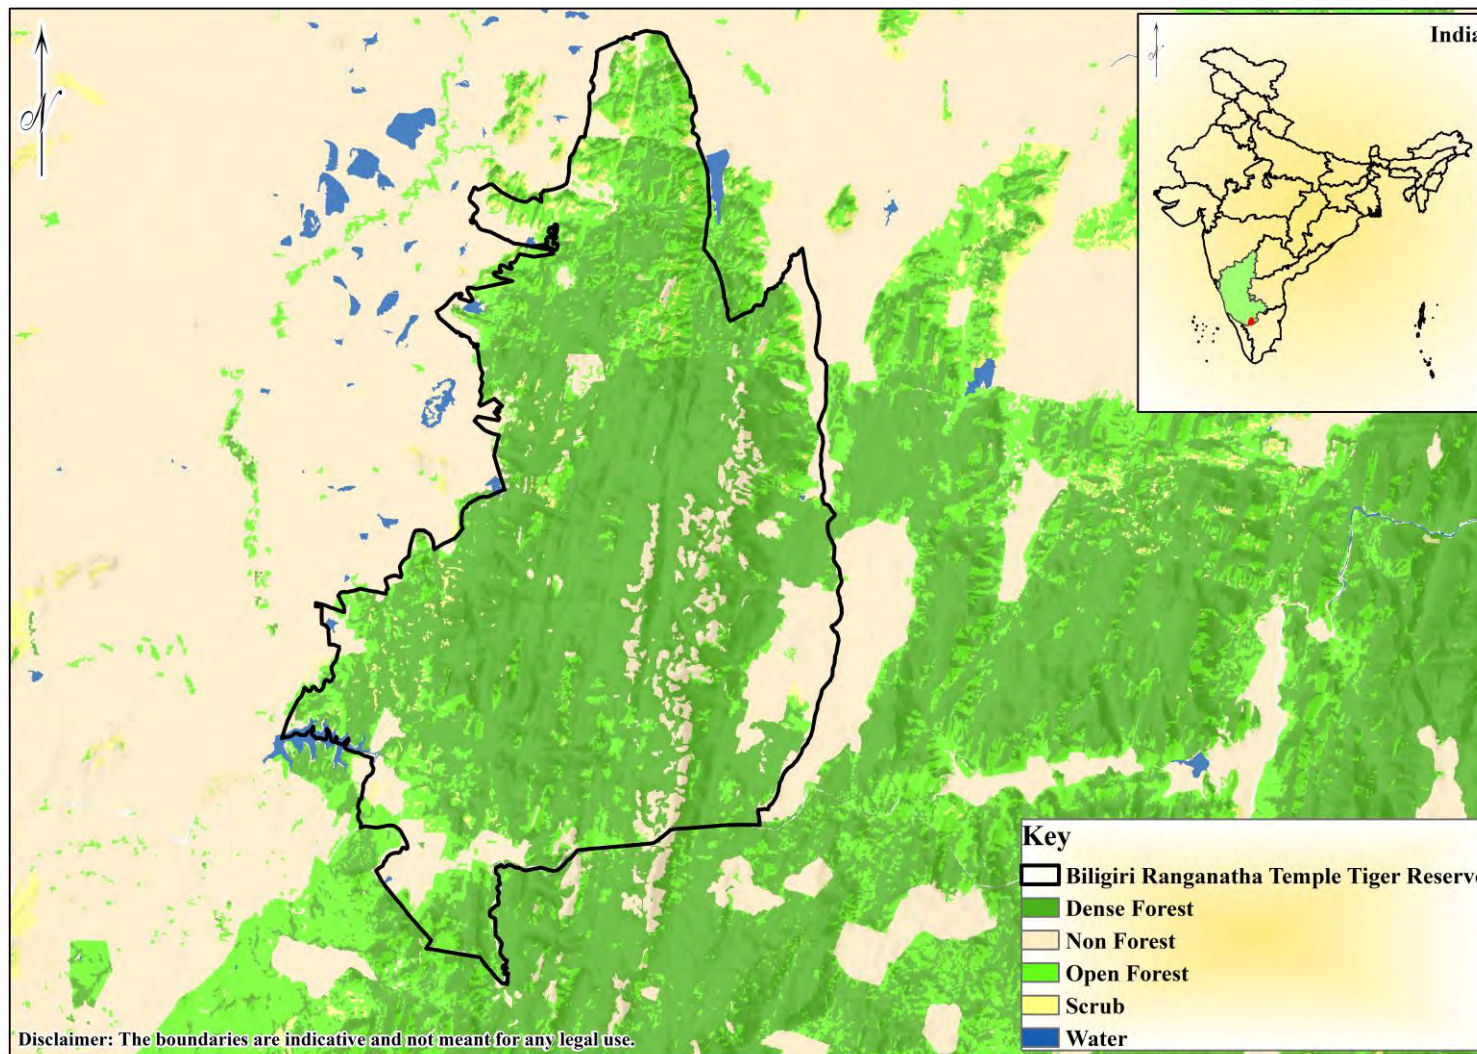 India
Key
Biligiri Ranganatha Temple Tiger Reserve
Dense Forest
Non Forest
Open Forest
Scrub
Water
Disclaimer: The boundaries are indicative and not meant for any legal use.